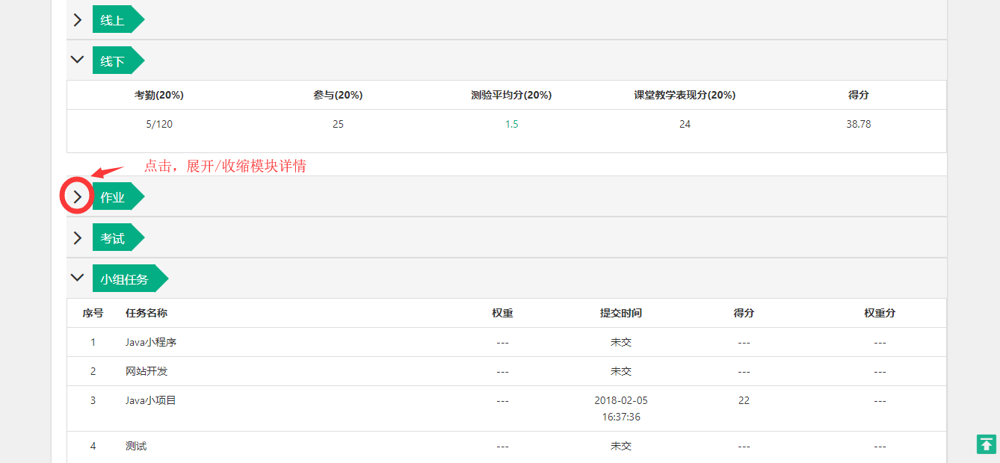 线上
线下
考勤(20%) 参与(20%) 测验平均分(20%) 课堂教学表现分(20%) 得分
5/120 25 1.5 24 38.78
点击，展开/收缩模块详情
作业
考试
小组任务
序号 任务名称 权重 提交时间 得分 权重分
1 Java小程序 --- 未交 --- ---
2 网站开发 --- 未交 --- ---
3 Java小项目 --- 2018-02-05 22 ---
16:37:36
4 测试 --- 未交 --- ---